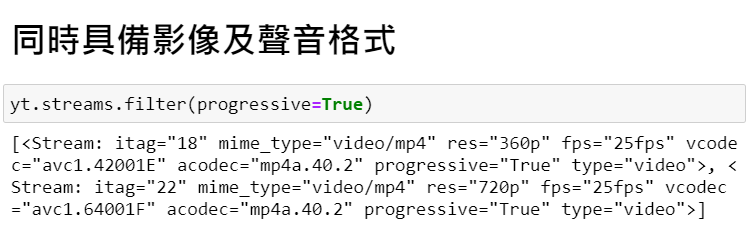 同時具備影像及聲音格式
yt.streams.filter(progressive=True)
[<Stream: itag="18" mime_type="video/mp4" res="360p" fps="25fps" vcode
c="avc1.42001E" acodec="mp4a.40.2" progressive="True" type="video">, <
Stream: itag="22" mime_type="video/mp4" res="720p" fps="25fps" vcodec
="avc1.64001F" acodec="mp4a.40.2" progressive="True" type="video">]